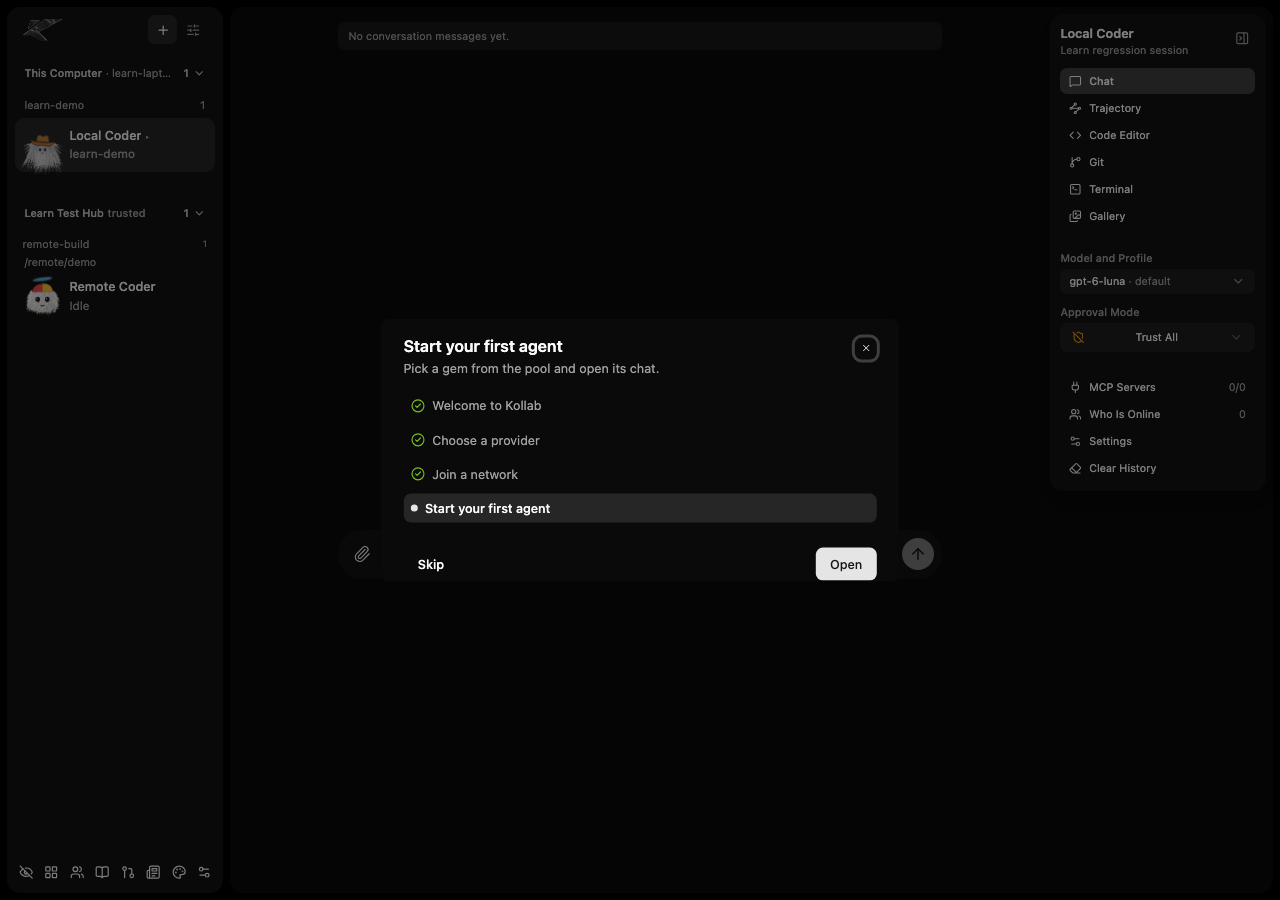 This Computer · learn-lapt... 1
learn-demo 1
Local Coder ·
learn-demo
Learn Test Hub trusted 1
remote-build 1
/remote/demo
Remote Coder
Idle
No conversation messages yet.
Start your first agent
Pick a gem from the pool and open its chat.
Welcome to Kollab
Choose a provider
Join a network
Start your first agent
Skip
Open
Local Coder
Learn regression session
Chat
Trajectory
Code Editor
Git
Terminal
Gallery
Model and Profile
gpt-6-luna · default
Approval Mode
Trust All
MCP Servers 0/0
Who Is Online 0
Settings
Clear History